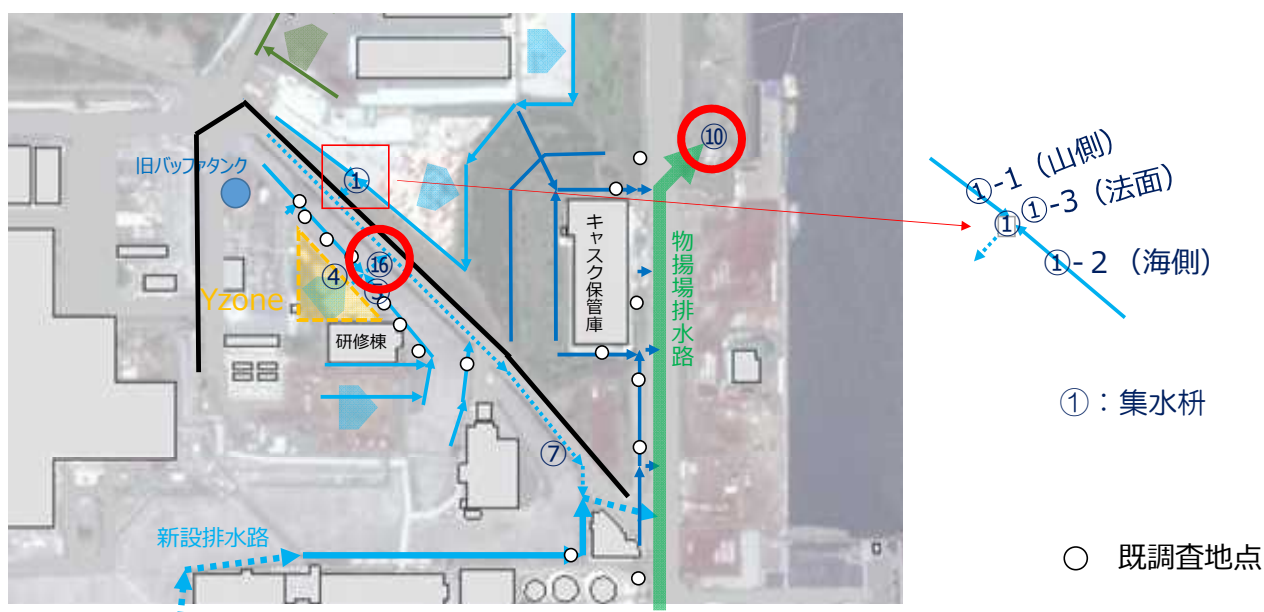 ⑩
旧バッファタンク
①
①-1（山側）
①-3（法面）
①
①-2（海側）
キャスク保管庫
物揚場排水路
⑯
④
⑤
Yzone
研修棟
①：集水枡
⑦
新設排水路
○ 既調査地点